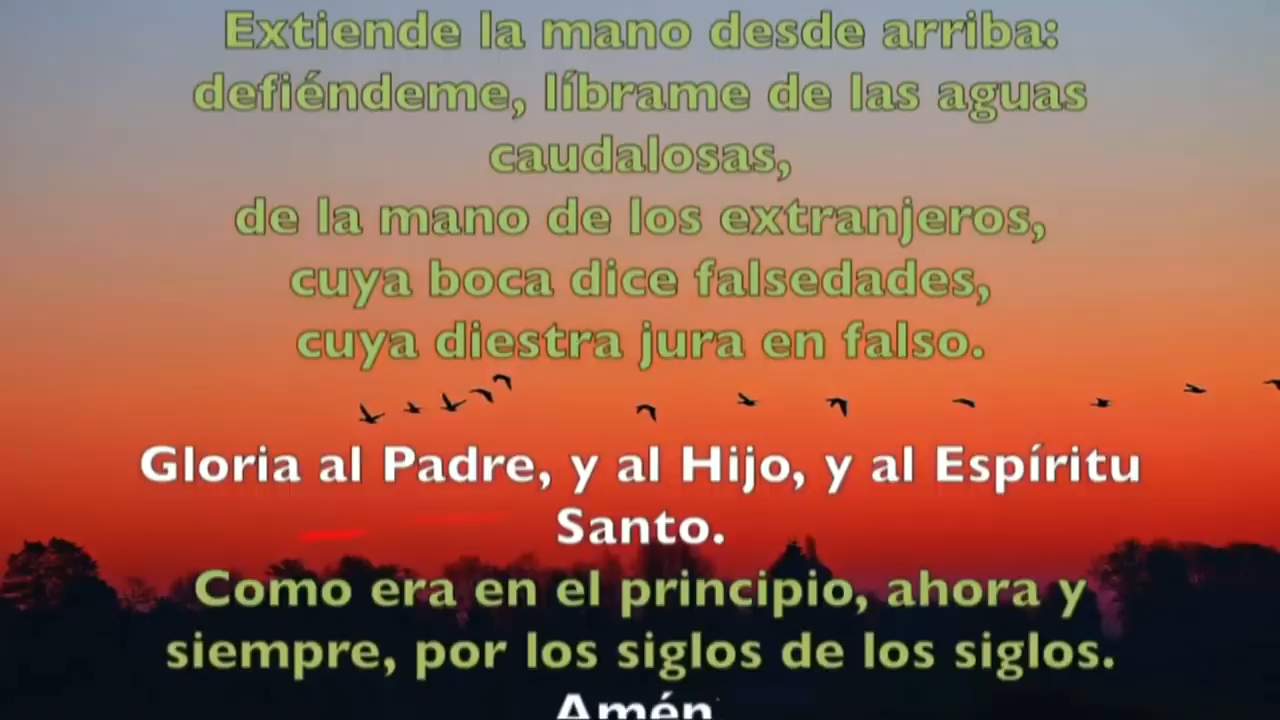 Extiende la mano desde arriba:
defiéndeme, líbrame de las aguas
caudalosas,
de la mano de los extranjeros,
cuya boca dice falsedades,
cuya diestra jura en falso.
Gloria al Padre, y al Hijo, y al Espíritu
Santo.
Como era en el principio, ahora y
siempre, por los siglos de los siglos.
Amén